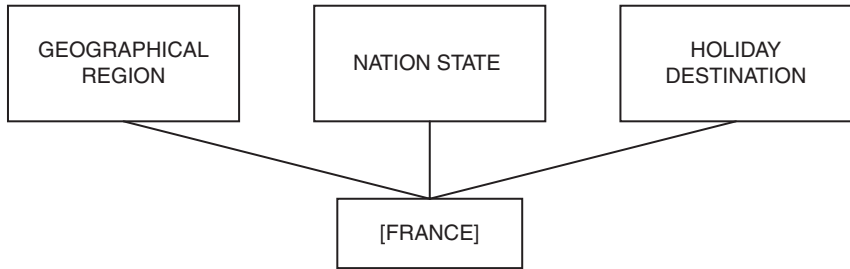 GEOGRAPHICAL
REGION
NATION STATE
HOLIDAY
DESTINATION
[FRANCE]